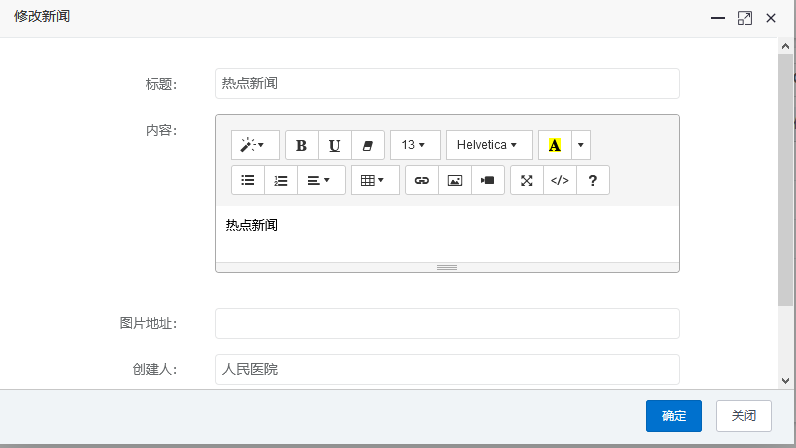 修改新闻
标题:
热点新闻
内容:
B U 13 Helvetica A
</> ?
热点新闻
图片地址:
创建人:
人民医院
确定 关闭